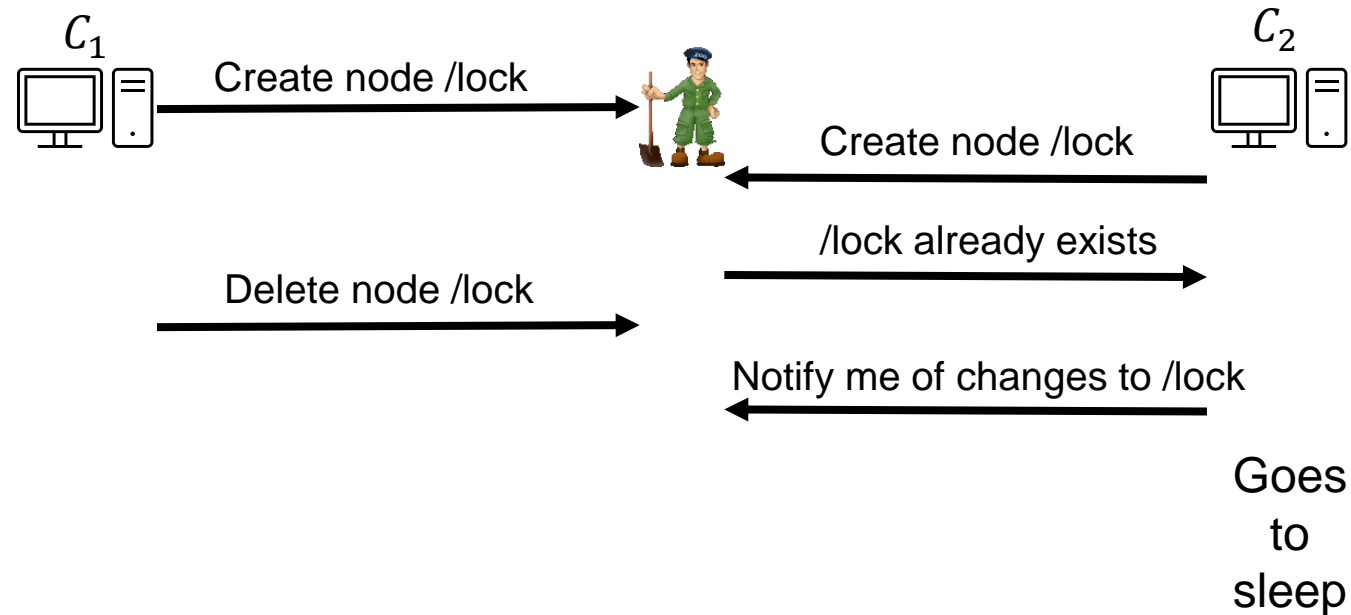 C₁
C₂
Create node /lock
ZOO
Create node /lock
/lock already exists
Delete node /lock
Notify me of changes to /lock
Goes
to
sleep